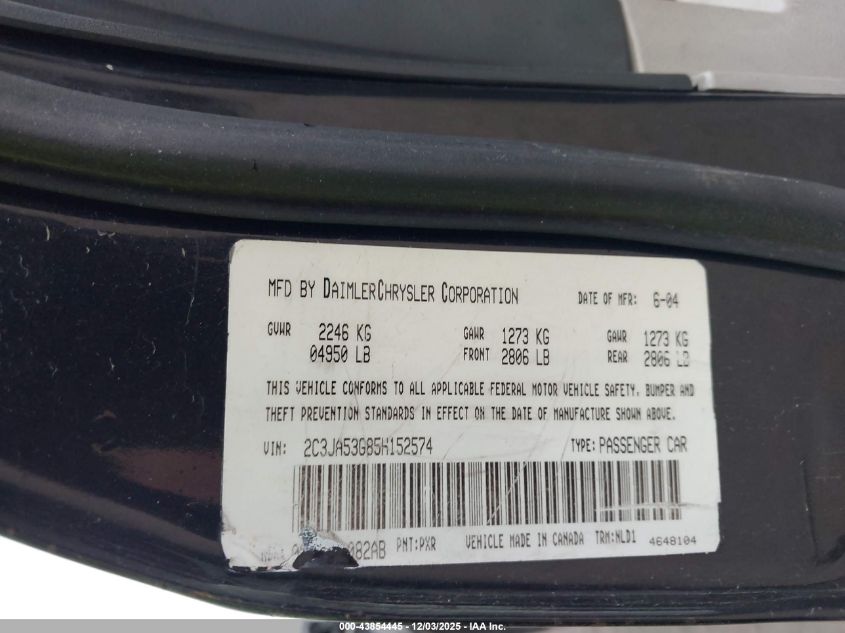 MFD BY DAIMLERCHRYSLER CORPORATION DATE OF MFR: 6-04
GVWR 2246 KG GAWR 1273 KG GAWR 1273 KG
04950 LB FRONT 2806 LB REAR 2806 LB
THIS VEHICLE CONFORMS TO ALL APPLICABLE FEDERAL MOTOR VEHICLE SAFETY, BUMPER AND
THEFT PREVENTION STANDARDS IN EFFECT ON THE DATE OF MANUFACTURE SHOWN ABOVE.
VIN: 2C3JA53G85H152574 TYPE: PASSENGER CAR
082AB PNT:PXR VEHICLE MADE IN CANADA TRM:NLD1 4648104
000-43854445 - 12/03/2025 - IAA Inc.